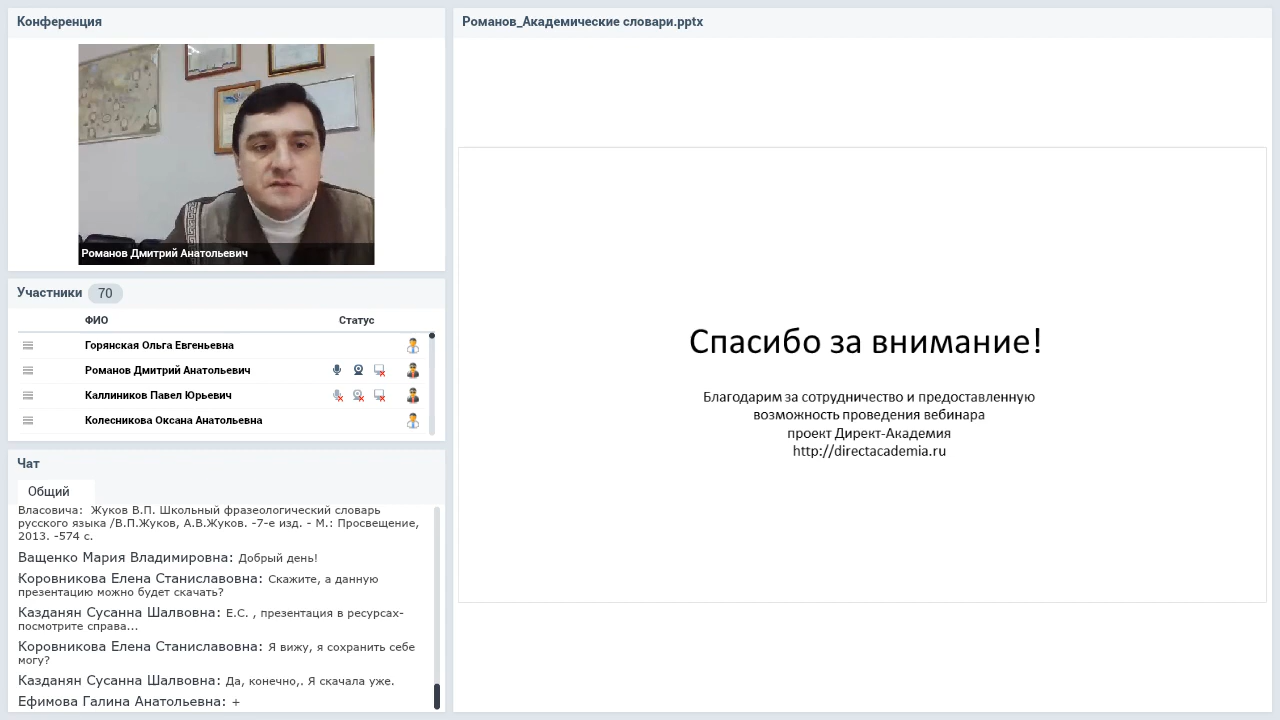 Конференция
Романов Дмитрий Анатольевич
Участники 70
ФИО Статус
Горянская Ольга Евгеньевна
Романов Дмитрий Анатольевич
Каллиников Павел Юрьевич
Колесникова Оксана Анатольевна
Чат
Общий
Власовича: Жуков В.П. Школьный фразеологический словарь
русского языка /В.П.Жуков, А.В.Жуков. -7-е изд. - М.: Просвещение,
2013. -574 с.
Ващенко Мария Владимировна: Добрый день!
Коровникова Елена Станиславовна: Скажите, а данную
презентацию можно будет скачать?
Казданян Сусанна Шалвовна: Е.С. , презентация в ресурсах-
посмотрите справа...
Коровникова Елена Станиславовна: Я вижу, я сохранить себе
могу?
Казданян Сусанна Шалвовна: Да, конечно,. Я скачала уже.
Ефимова Галина Анатольевна: +
Романов_Академические словари.pptx
Спасибо за внимание!
Благодарим за сотрудничество и предоставленную
возможность проведения вебинара
проект Директ-Академия
http://directacademia.ru